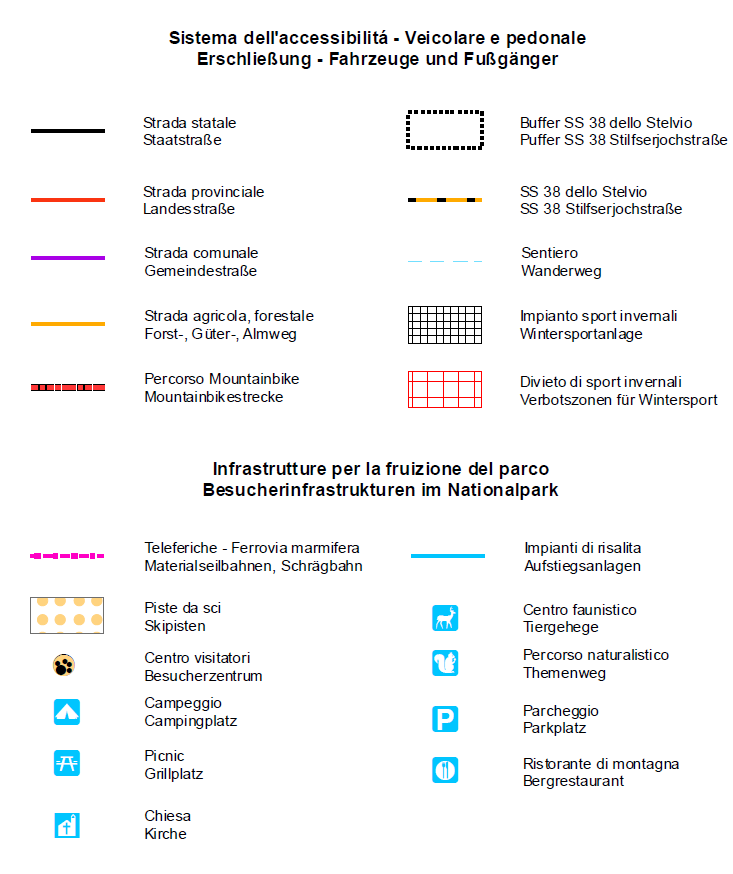 Sistema dell'accessibilitá - Veicolare e pedonale
Erschließung - Fahrzeuge und Fußgänger
Strada statale
Staatstraße
Buffer SS 38 dello Stelvio
Puffer SS 38 Stilfserjochstraße
Strada provinciale
Landesstraße
SS 38 dello Stelvio
SS 38 Stilfserjochstraße
Strada comunale
Gemeindestraße
Sentiero
Wanderweg
Strada agricola, forestale
Forst-, Güter-, Almweg
Impianto sport invernali
Wintersportanlage
Percorso Mountainbike
Mountainbikestrecke
Divieto di sport invernali
Verbotszonen für Wintersport
Infrastrutture per la fruizione del parco
Besucherinfrastrukturen im Nationalpark
Teleferiche - Ferrovia marmifera
Materialseilbahnen, Schrägbahn
Impianti di risalita
Aufstiegsanlagen
Piste da sci
Skipisten
Centro faunistico
Tiergehege
Centro visitatori
Besucherzentrum
Percorso naturalistico
Themenweg
Campeggio
Campingplatz
P
Parcheggio
Parkplatz
Picnic
Grillplatz
Ristorante di montagna
Bergrestaurant
Chiesa
Kirche